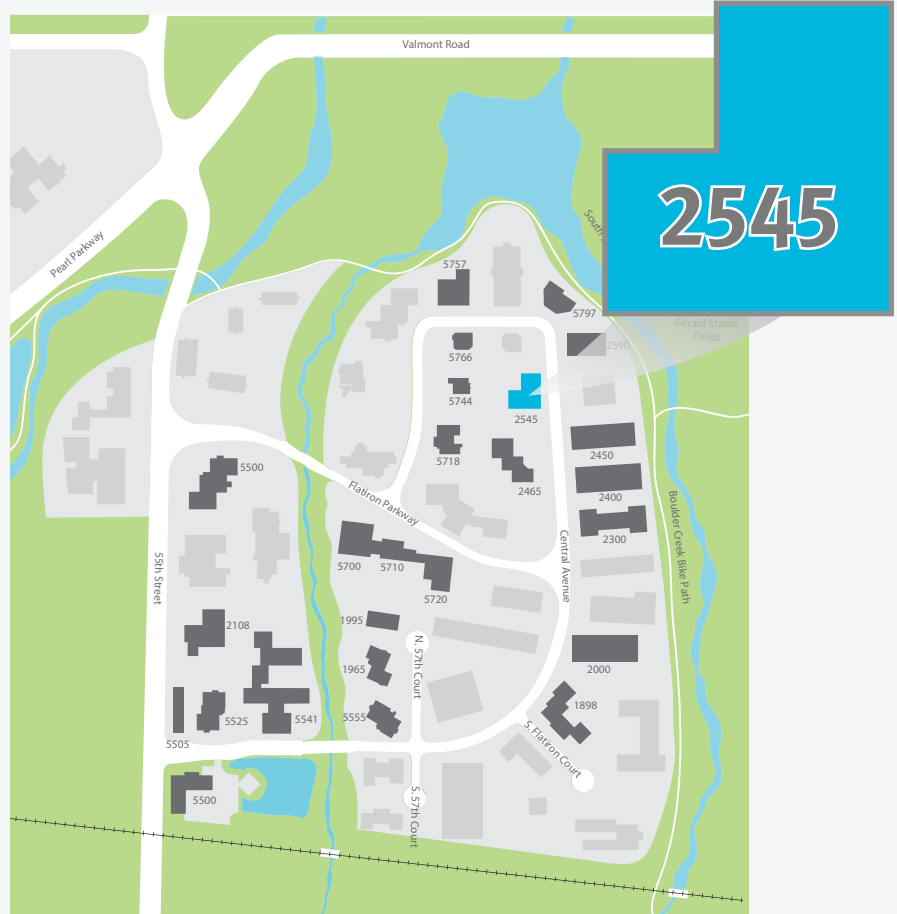 Valmont Road
2545
South
Pearl Parkway
5757
5797
Gerald Stazio
Fields
5766
2590
5744
2545
5718
2450
5500
2465
2400
Flatiron Parkway
2300
Boulder Creek Bike Path
55th Street
5700
5710
Central Avenue
5720
1995
2108
N. 57th Court
1965
2000
5555
1898
5525
5541
5505
S. Flatiron Court
5500
S. 57th Court